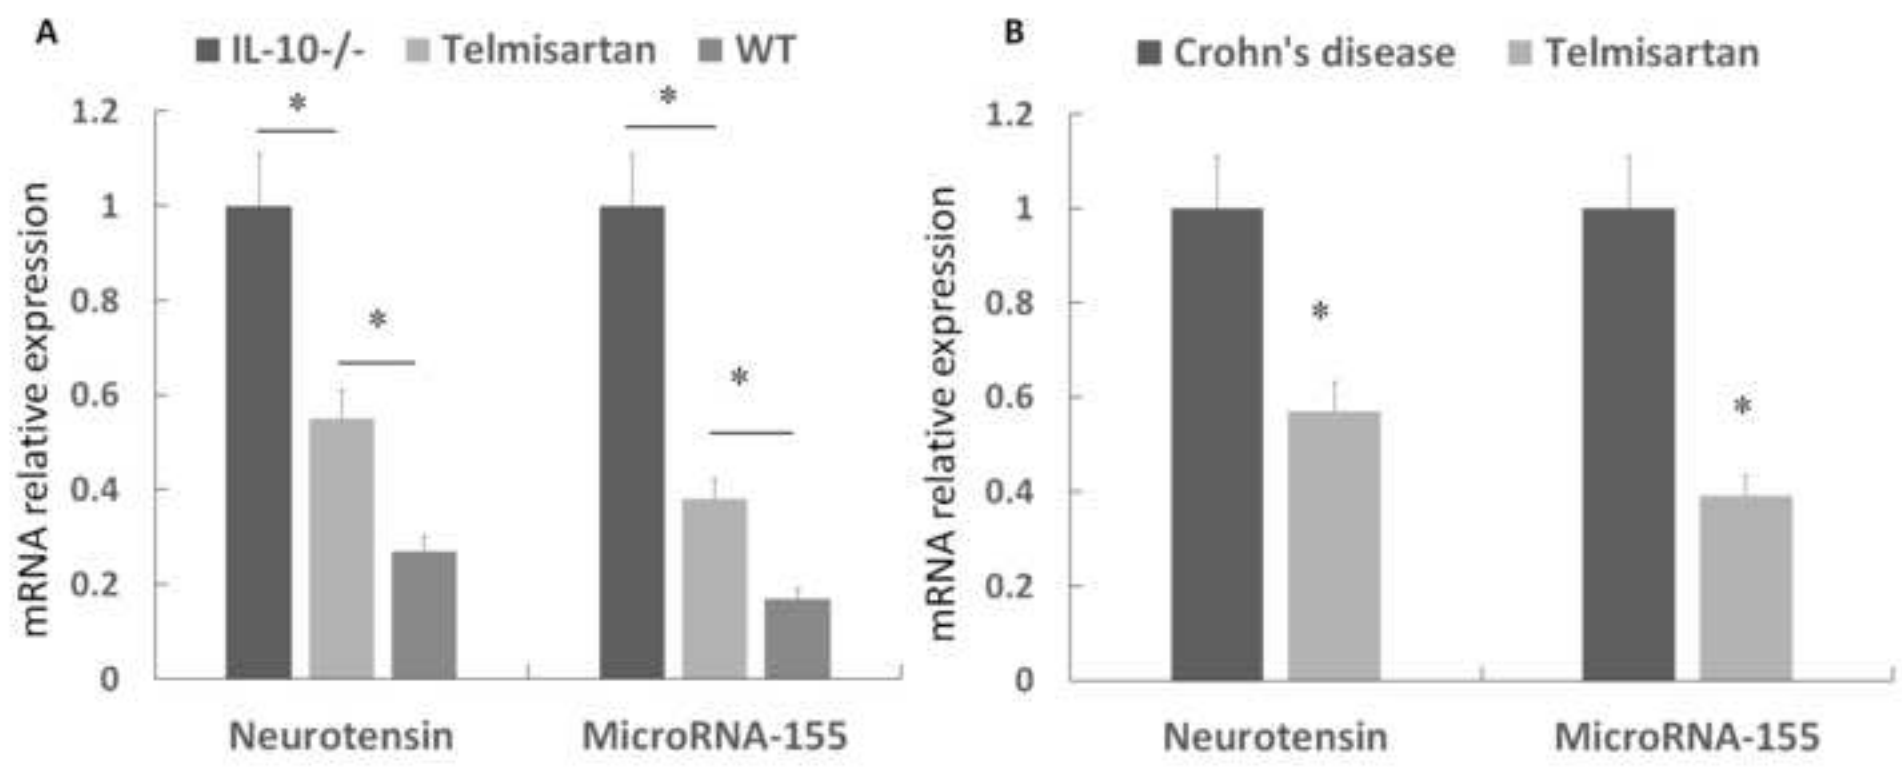 A
IL-10-/- Telmisartan WT
*
*
1.2
1
0.8
0.6
0.4
0.2
0
*
*
mRNA relative expression
Neurotensin
MicroRNA-155
B
Crohn's disease Telmisartan
1.2
1
0.8
0.6
0.4
0.2
0
*
*
mRNA relative expression
Neurotensin
MicroRNA-155